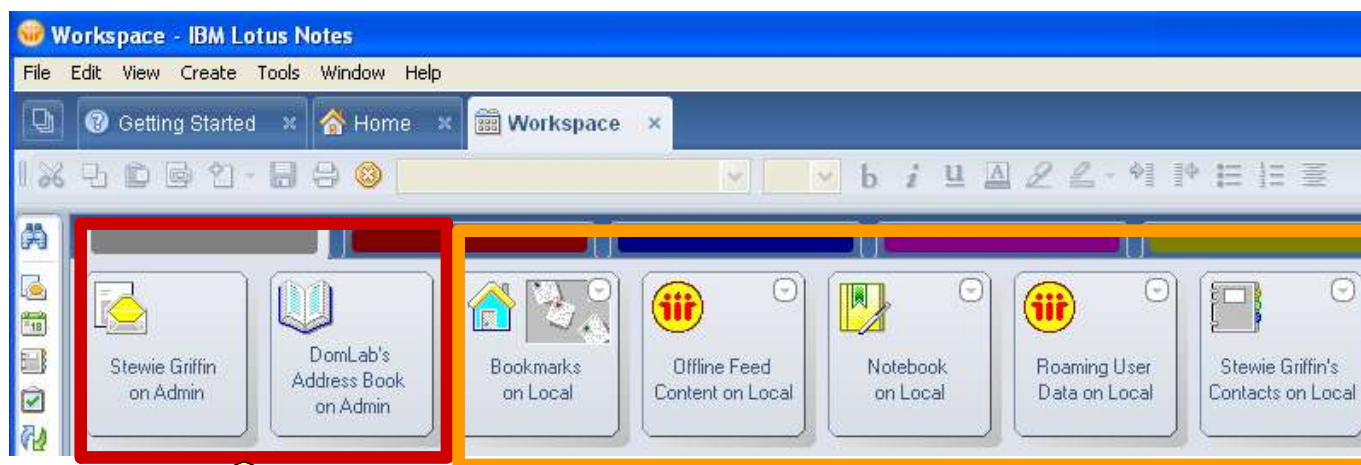 Workspace - IBM Lotus Notes
File Edit View Create Tools Window Help
Getting Started Home Workspace
b i u A
18
Stewie Griffin
on Admin
DomLab's
Address Book
on Admin
Bookmarks
on Local
Offline Feed
Content on Local
Notebook
on Local
Roaming User
Data on Local
Stewie Griffin's
Contacts on Local